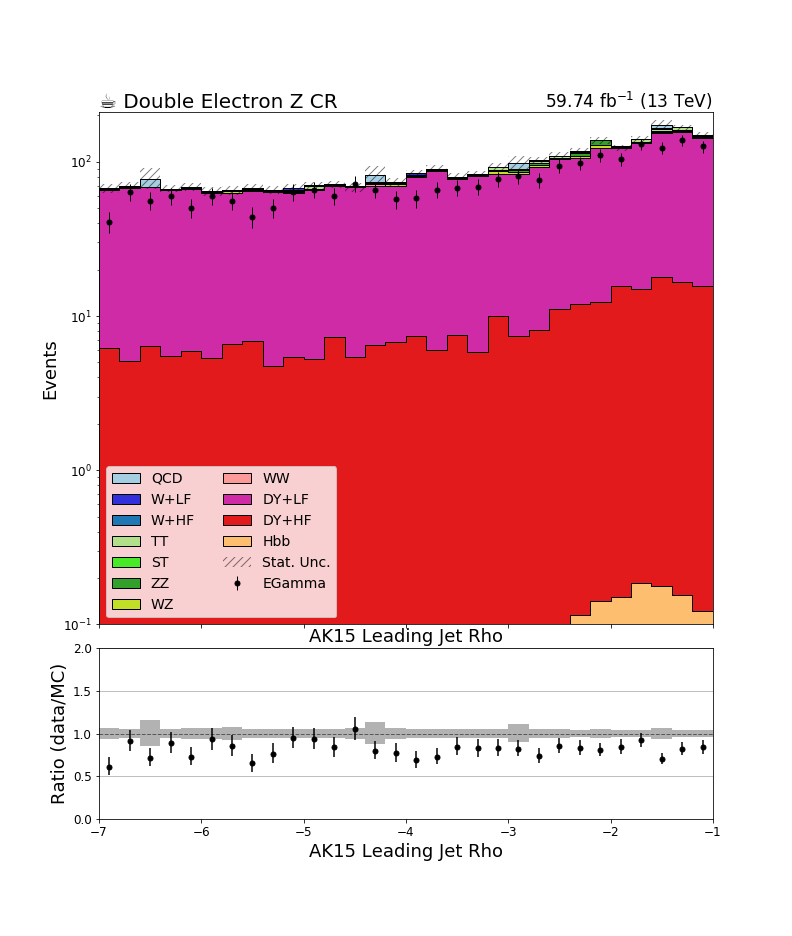 ☕ Double Electron Z CR
59.74 fb⁻¹ (13 TeV)
Events
10²
10¹
10⁰
10⁻¹
QCD
W+LF
W+HF
TT
ST
ZZ
WZ
WW
DY+LF
DY+HF
Hbb
Stat. Unc.
EGamma
AK15 Leading Jet Rho
Ratio (data/MC)
2.0
1.5
1.0
0.5
0.0
−7 −6 −5 −4 −3 −2 −1
AK15 Leading Jet Rho